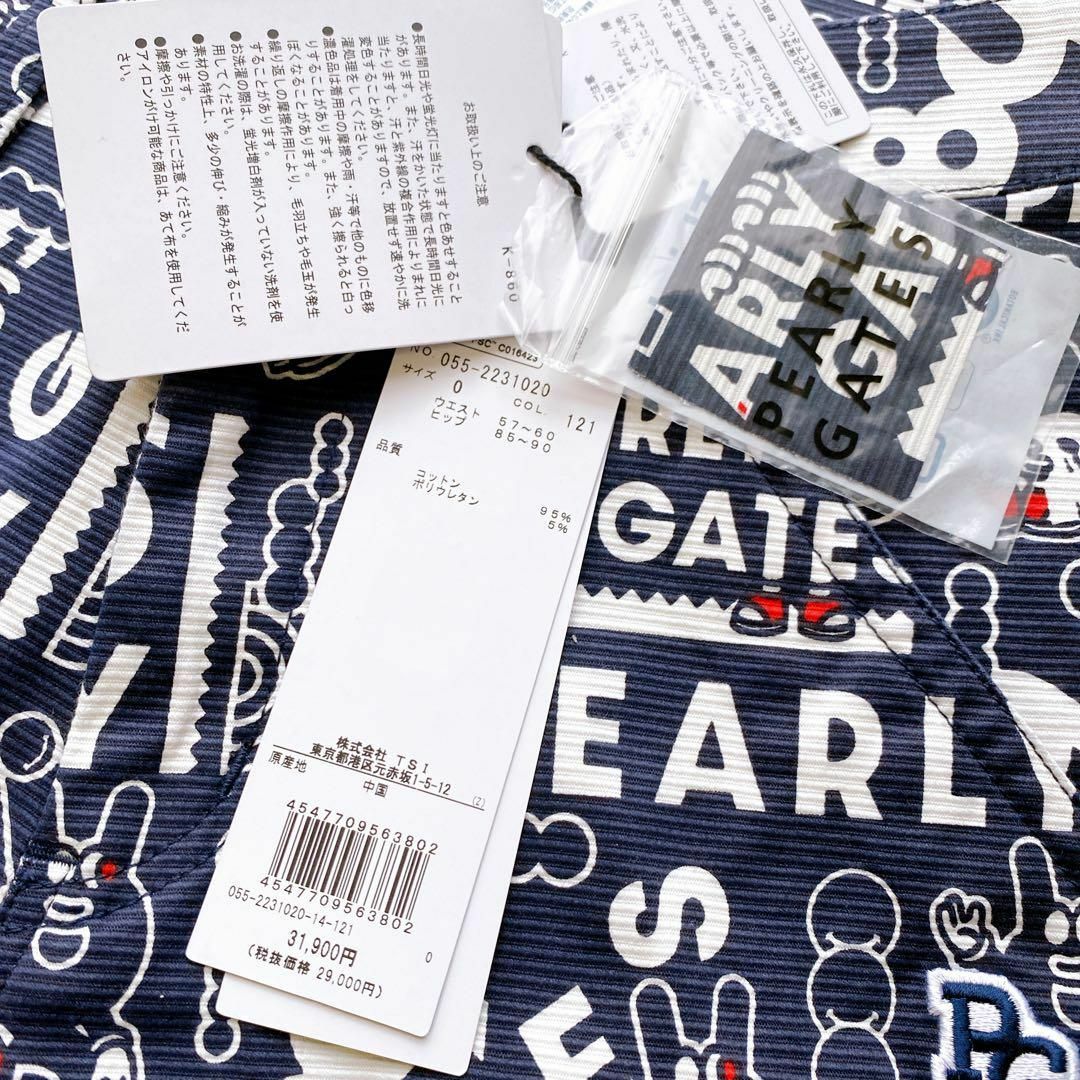 お取扱い上のご注意
●長時間日光や蛍光灯に当たりますと色あせすること
があります。また、汗をかいた状態で長時間日光に
当たりますと、汗と紫外線の複合作用によりまれに
変色することがありますので、放置せず速やかに洗
濯処理をしてください。
●濃色品は着用中の摩擦や雨・汗等で他のものに色移
りすることがあります。また、強く擦られると白っ
ぽくなることがあります。
●繰り返しの摩擦作用により、毛羽立ちや毛玉が発生
することがあります。
●お洗濯の際は、蛍光増白剤が入っていない洗剤を使
用してください。
●素材の特性上、多少の伸び・縮みが発生することが
あります。
●摩擦や引っかけにご注意ください。
●アイロンがけ可能な商品は、あて布を使用してくだ
さい。
K-860
C016423
NO 055-2231020
サイズ 0 COL. 121
ウエスト 57~60
ヒップ 85~90
品質
コットン 95%
ポリウレタン 5%
株式会社 TSI
東京都港区元赤坂1-5-12
(2)
原産地 中国
4547709563802
4547709563802
055-2231020-14-121
31,900円 0
(税抜価格 29,000円)
PEARLY
GATES
ARLY
GAT
GATE
EARL
S
G
PG